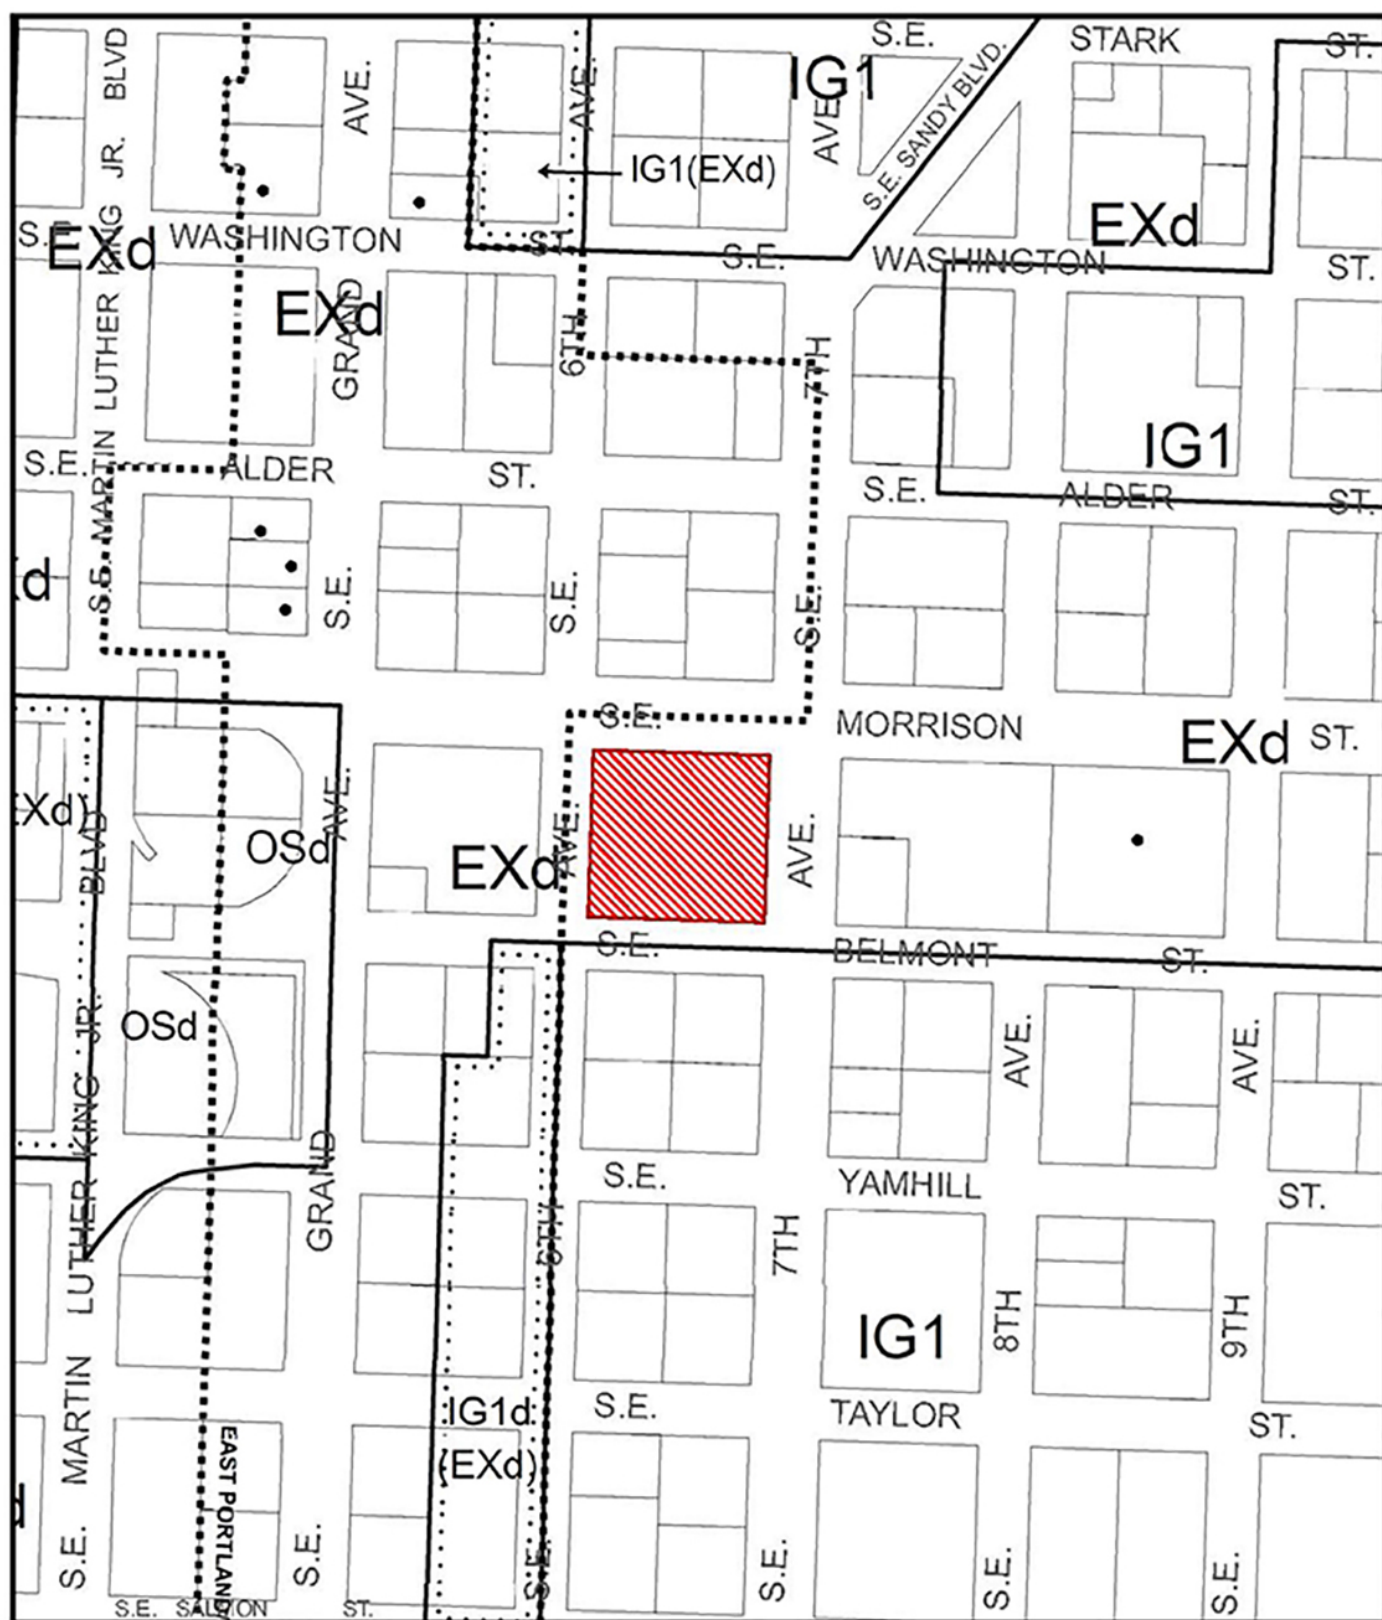 S.E.
STARK
ST.
BLVD
AVE.
AVE.
IG1
AVE.
S.E. SANDY BLVD.
IG1(EXd)
JR.
S.E.
EXd
WASHINGTON
ST.
S.E.
WASHINGTON
EXd
ST.
KING
EXd
GRAND
6TH
7TH
LUTHER
IG1
S.E.
MARTIN
ALDER
ST.
S.E.
ALDER
ST.
S.E.
S.E.
S.E.
S.E.
d
S.E.
MORRISON
EXd
ST.
Xd)
BLVD
OSd
AVE.
EXd
AVE.
AVE.
S.E.
BELMONT
ST.
JR.
OSd
AVE.
AVE.
KING
GRAND
S.E.
YAMHILL
ST.
LUTHER
7TH
IG1
8TH
9TH
MARTIN
IG1d
(EXd)
S.E.
TAYLOR
ST.
EAST PORTLAND
S.E.
S.E.
S.E.
S.E.
S.E.
S.E.
S.E. SALMON
ST.